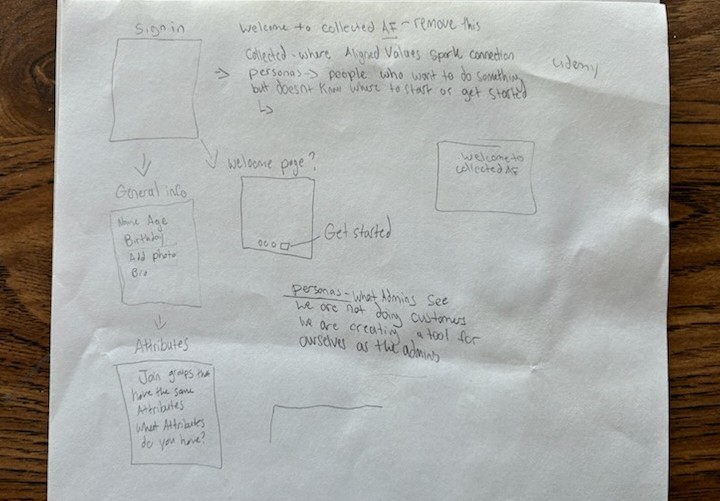 Sign in
Welcome to collected AF - remove this
Collected - where Aligned Values spark connection
personas -> people who want to do something
but doesnt know where to start or get started
udemy
Welcome page?
Welcome to
collected AF
General info
Name Age
Birthday
Add photo
Bio
Get started
personas - what Admins see
we are not doing customers
we are creating a tool for
ourselves as the admins
Attributes
Join groups that
have the same
Attributes
What Attributes
do you have?